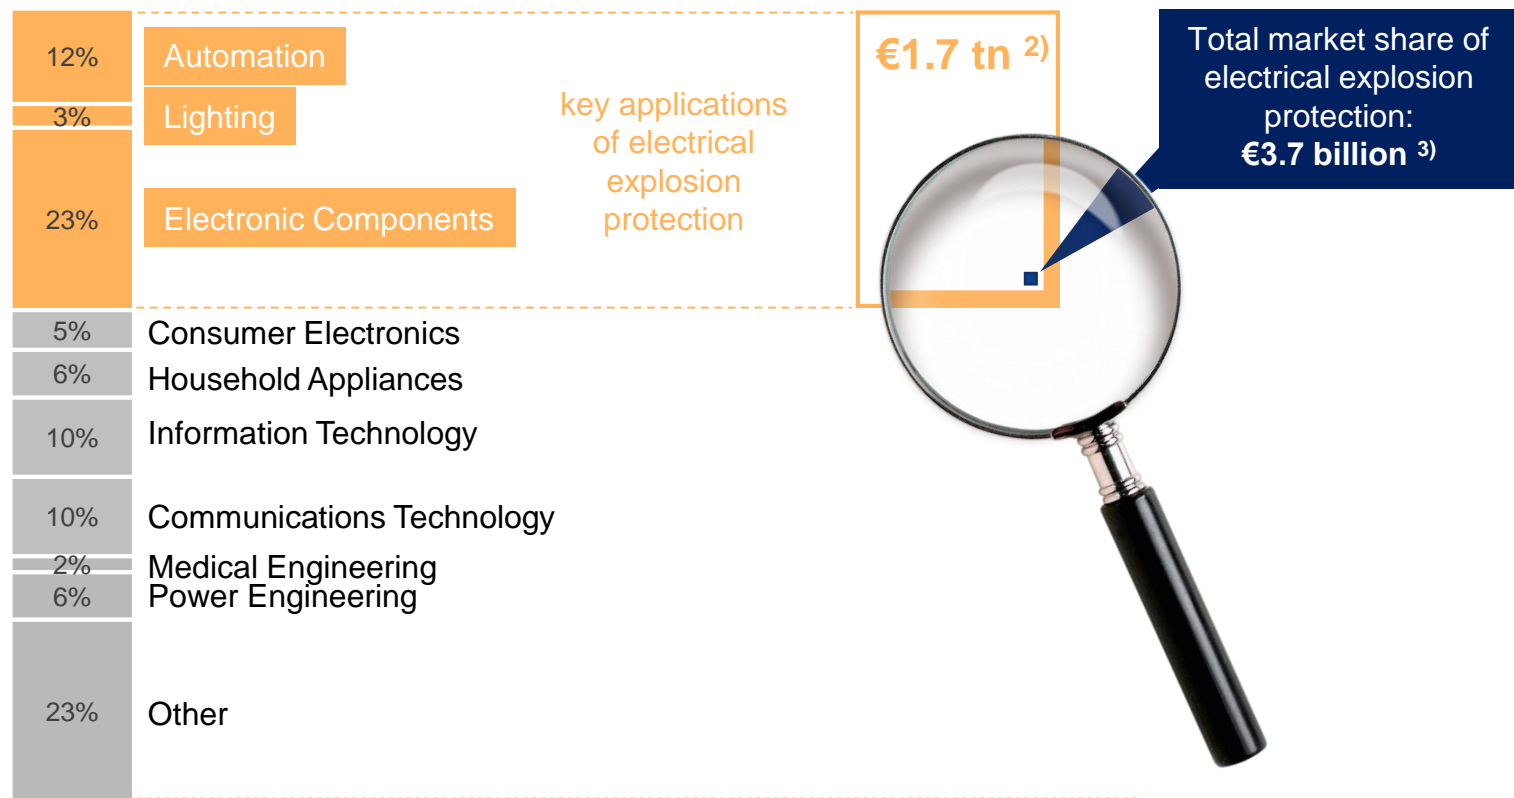 12%
Automation
3%
Lighting
23%
Electronic Components
key applications
of electrical
explosion
protection
€1.7 tn 2)
Total market share of
electrical explosion
protection:
€3.7 billion 3)
5%
Consumer Electronics
6%
Household Appliances
10%
Information Technology
10%
Communications Technology
2%
Medical Engineering
6%
Power Engineering
23%
Other